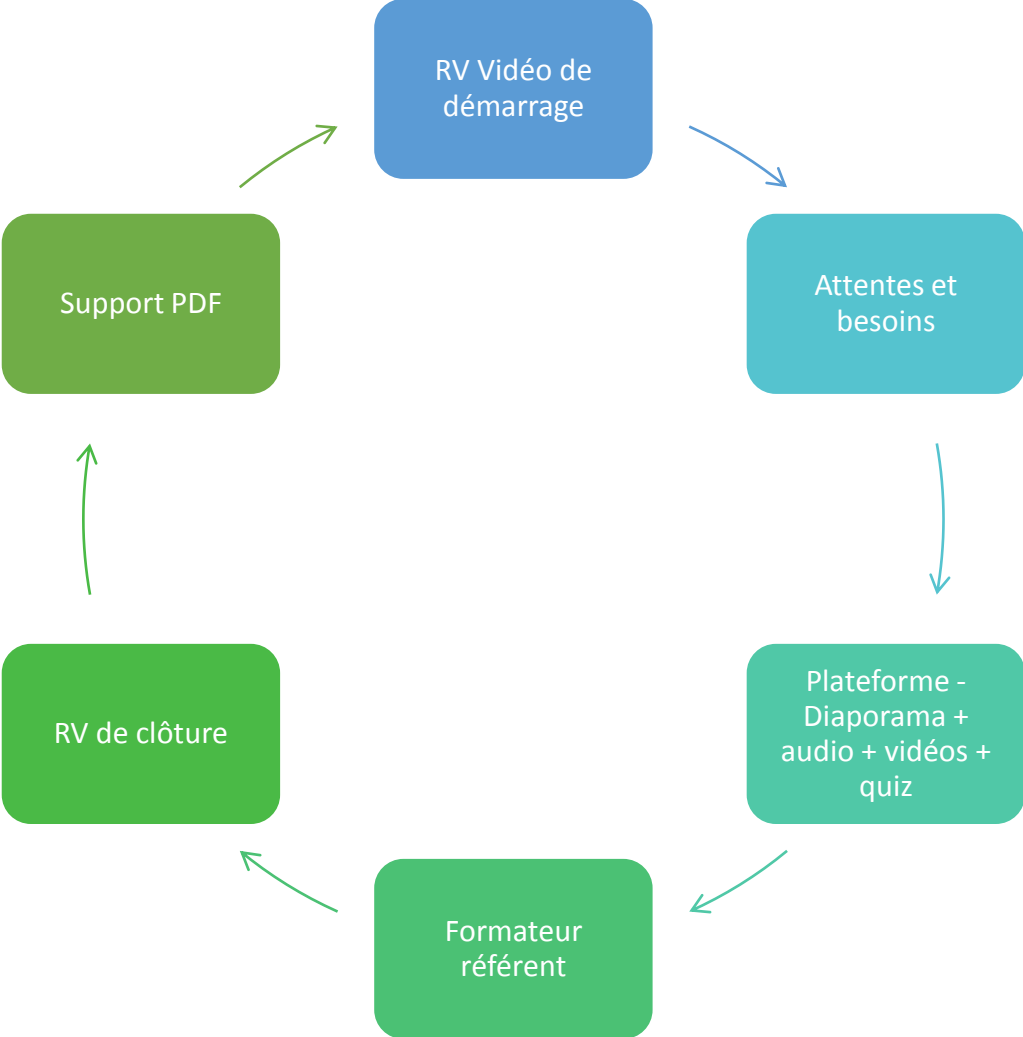 RV Vidéo de
démarrage
Attentes et
besoins
Plateforme -
Diaporama +
audio + vidéos +
quiz
Formateur
référent
RV de clôture
Support PDF